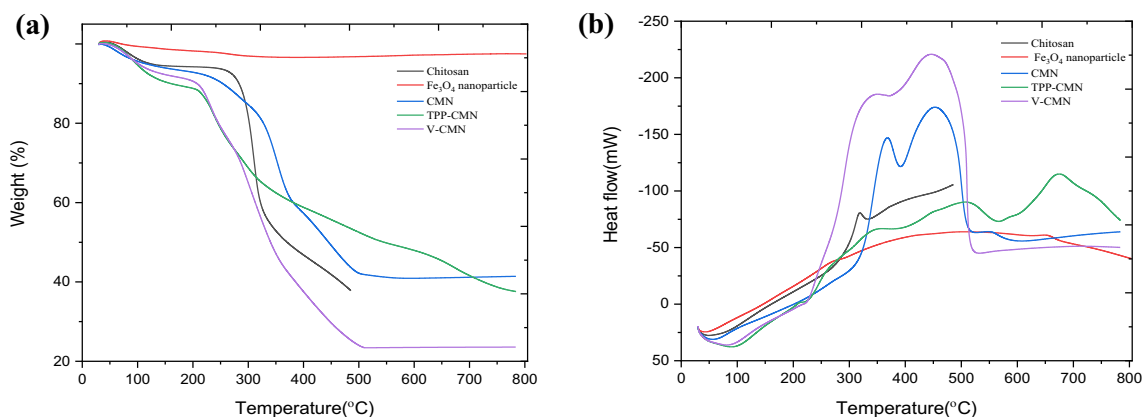 (a)
Chitosan
Fe₃O₄ nanoparticle
CMN
TPP-CMN
V-CMN
80
60
40
20
Weight (%)
0 100 200 300 400 500 600 700 800
Temperature(°C)
(b)
-250
-200
-150
-100
-50
0
50
Heat flow(mW)
Chitosan
Fe₃O₄ nanoparticle
CMN
TPP-CMN
V-CMN
0 100 200 300 400 500 600 700 800
Temperature(°C)